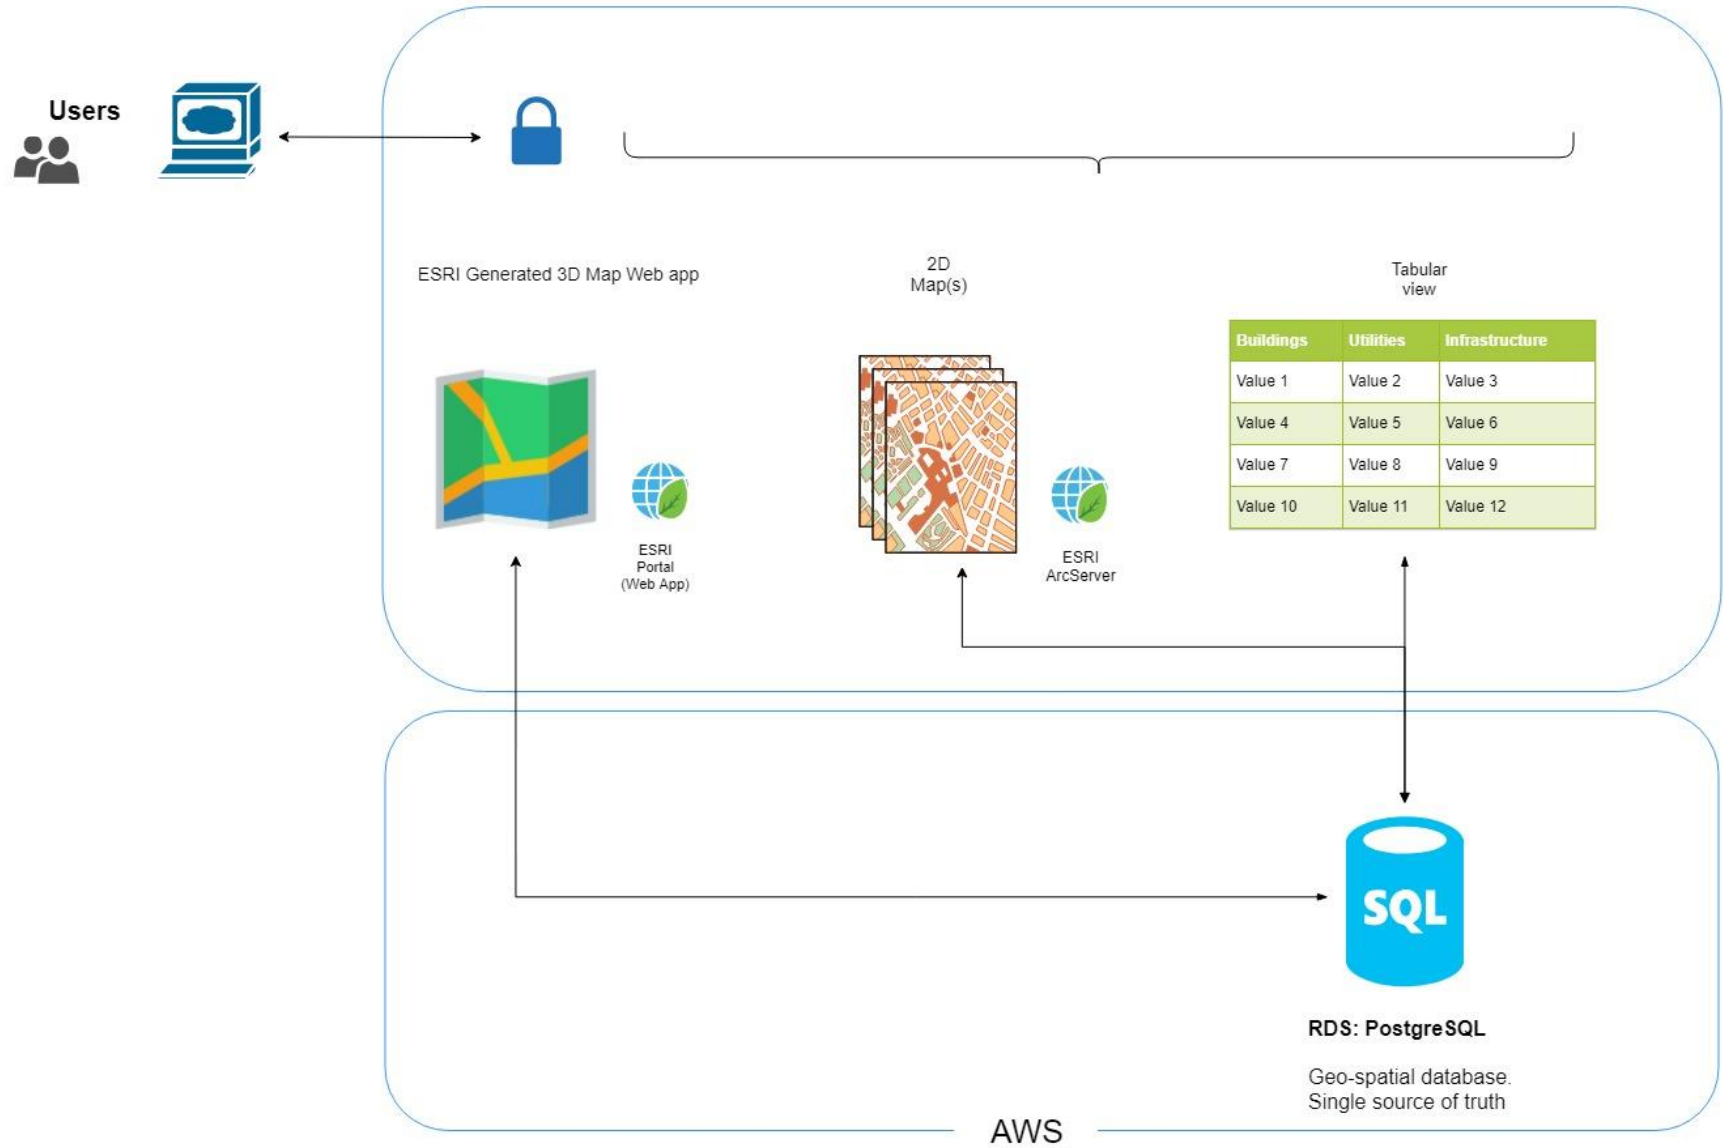 Users
ESRI Generated 3D Map Web app
2D
Map(s)
Tabular
view
Buildings Utilities Infrastructure
Value 1 Value 2 Value 3
Value 4 Value 5 Value 6
Value 7 Value 8 Value 9
Value 10 Value 11 Value 12
ESRI
Portal
(Web App)
ESRI
ArcServer
SQL
RDS: PostgreSQL
Geo-spatial database.
Single source of truth
AWS